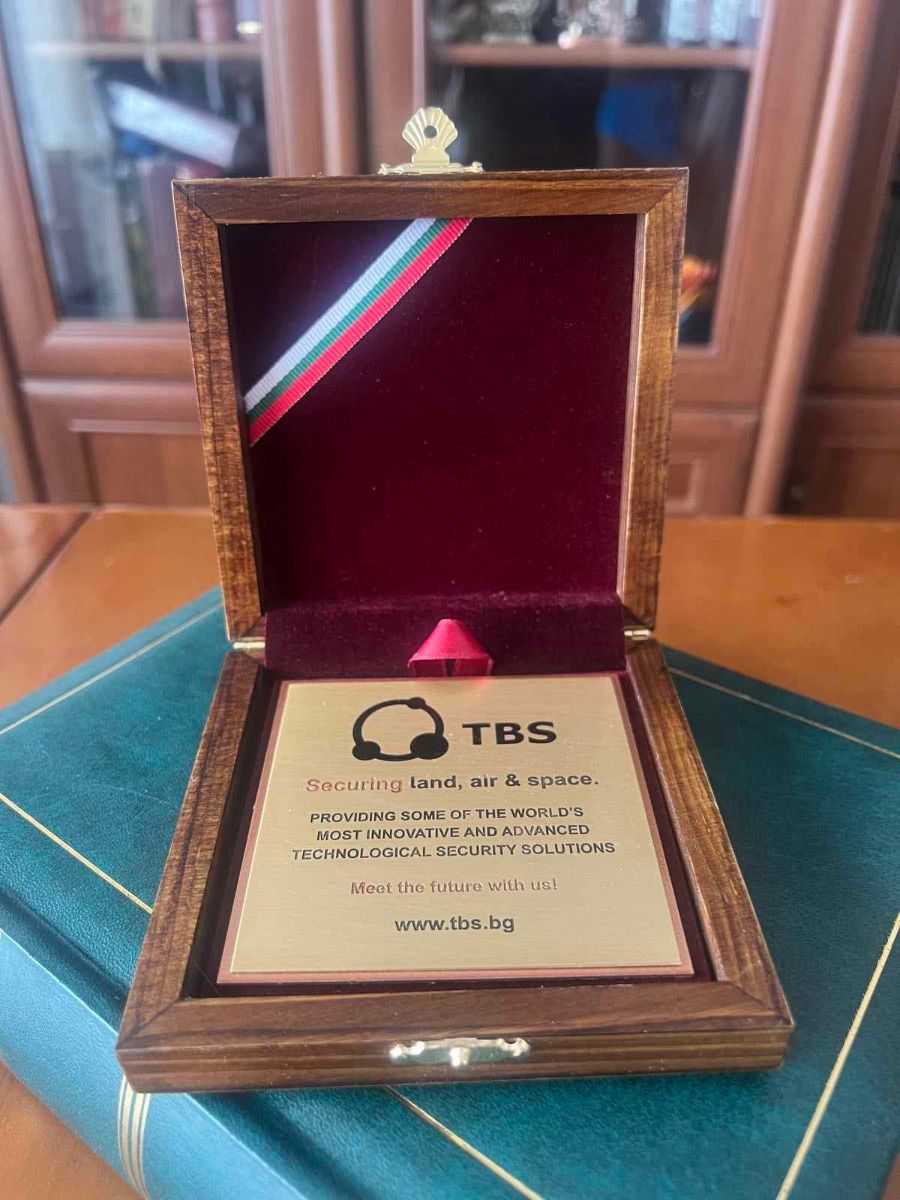 TBS
Securing land, air & space.
PROVIDING SOME OF THE WORLD'S
MOST INNOVATIVE AND ADVANCED
TECHNOLOGICAL SECURITY SOLUTIONS
Meet the future with us!
www.tbs.bg